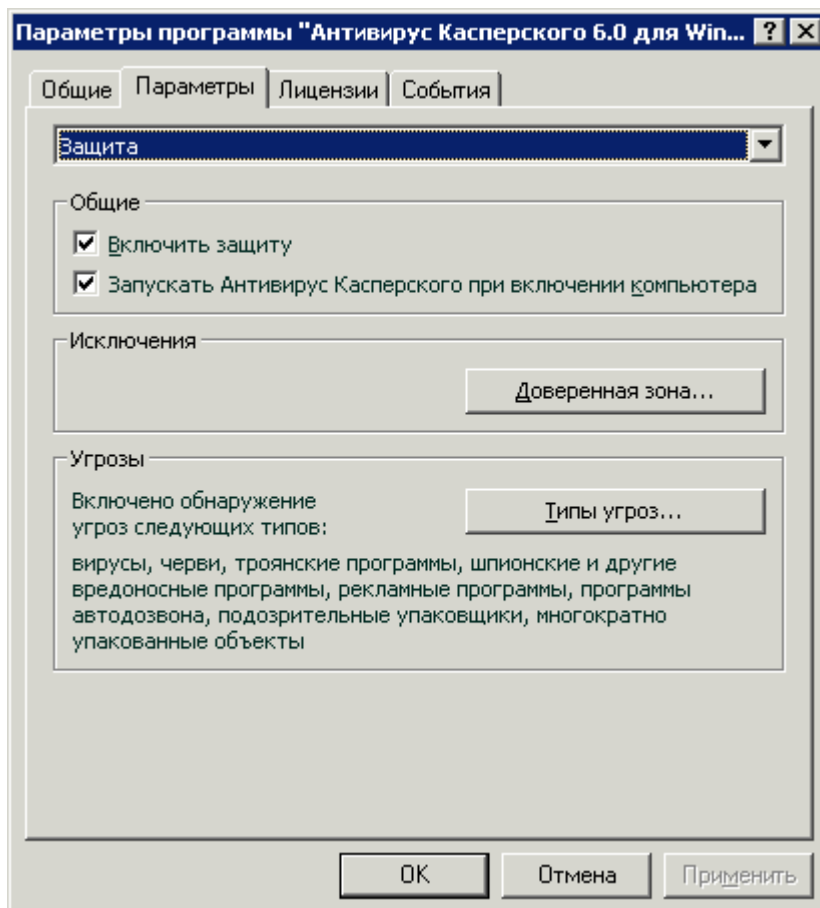 Параметры программы "Антивирус Касперского 6.0 для Win...
Общие Параметры Лицензии События
Защита
Общие
Включить защиту
Запускать Антивирус Касперского при включении компьютера
Исключения
Доверенная зона...
Угрозы
Включено обнаружение
угроз следующих типов:
Типы угроз...
вирусы, черви, троянские программы, шпионские и другие
вредоносные программы, рекламные программы, программы
автодозвона, подозрительные упаковщики, многократно
упакованные объекты
OK Отмена Применить